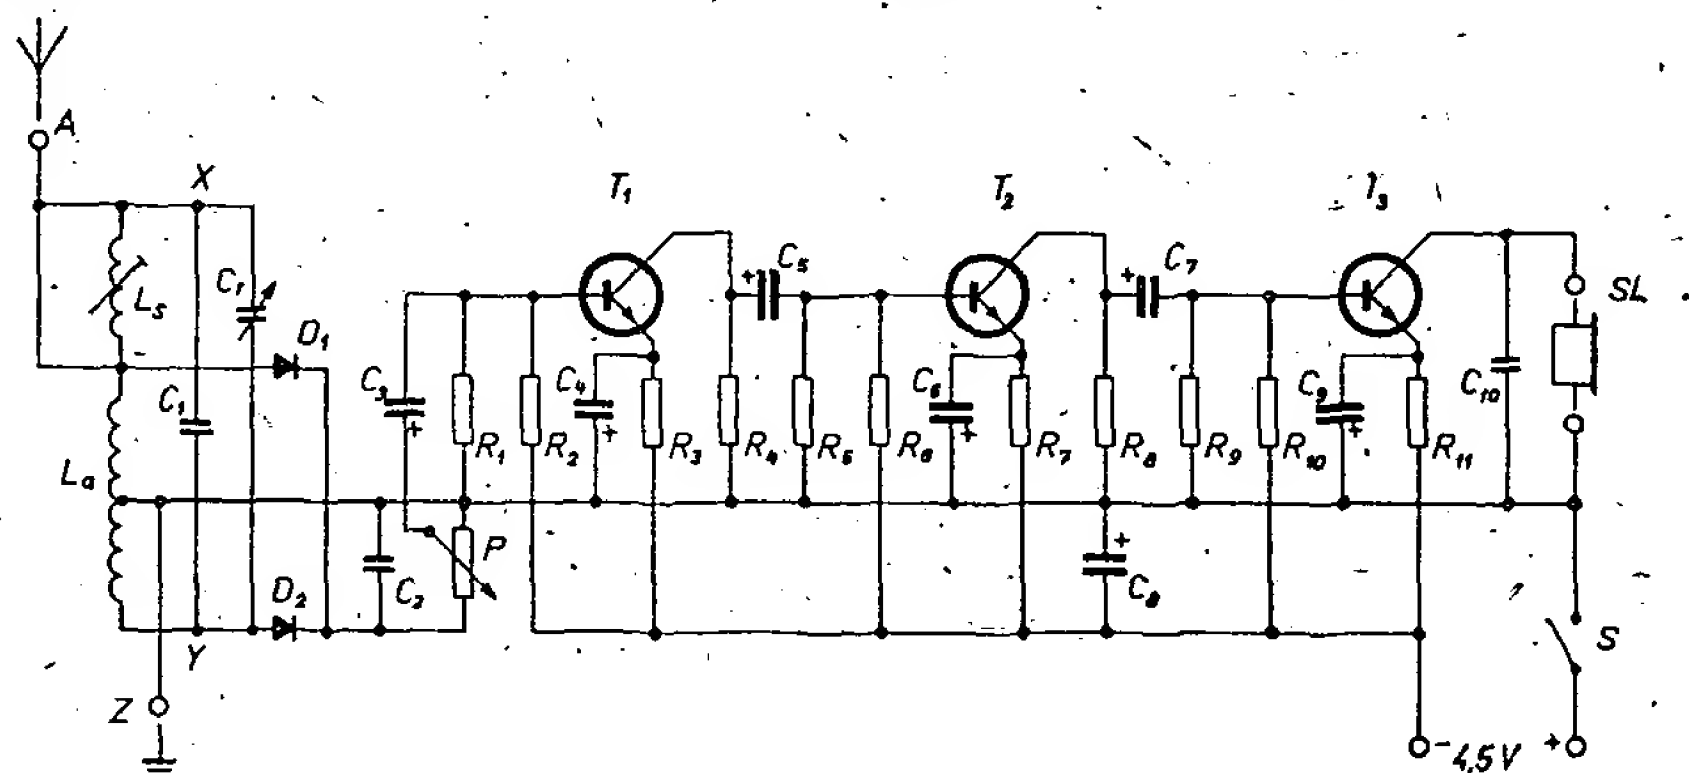 A
X
T₁
T₂
T₃
Lₛ
Cᵣ
D₁
C₁
Lₐ
C₃
R₁
R₂
C₄
R₃
C₅
+
R₄
R₅
R₆
C₆
R₇
C₇
+
R₈
R₉
R₁₀
C₉
R₁₁
C₁₀
SL
+
+
+
+
P
C₂
D₂
+
C₈
Y
Z
S
- 4,5V +